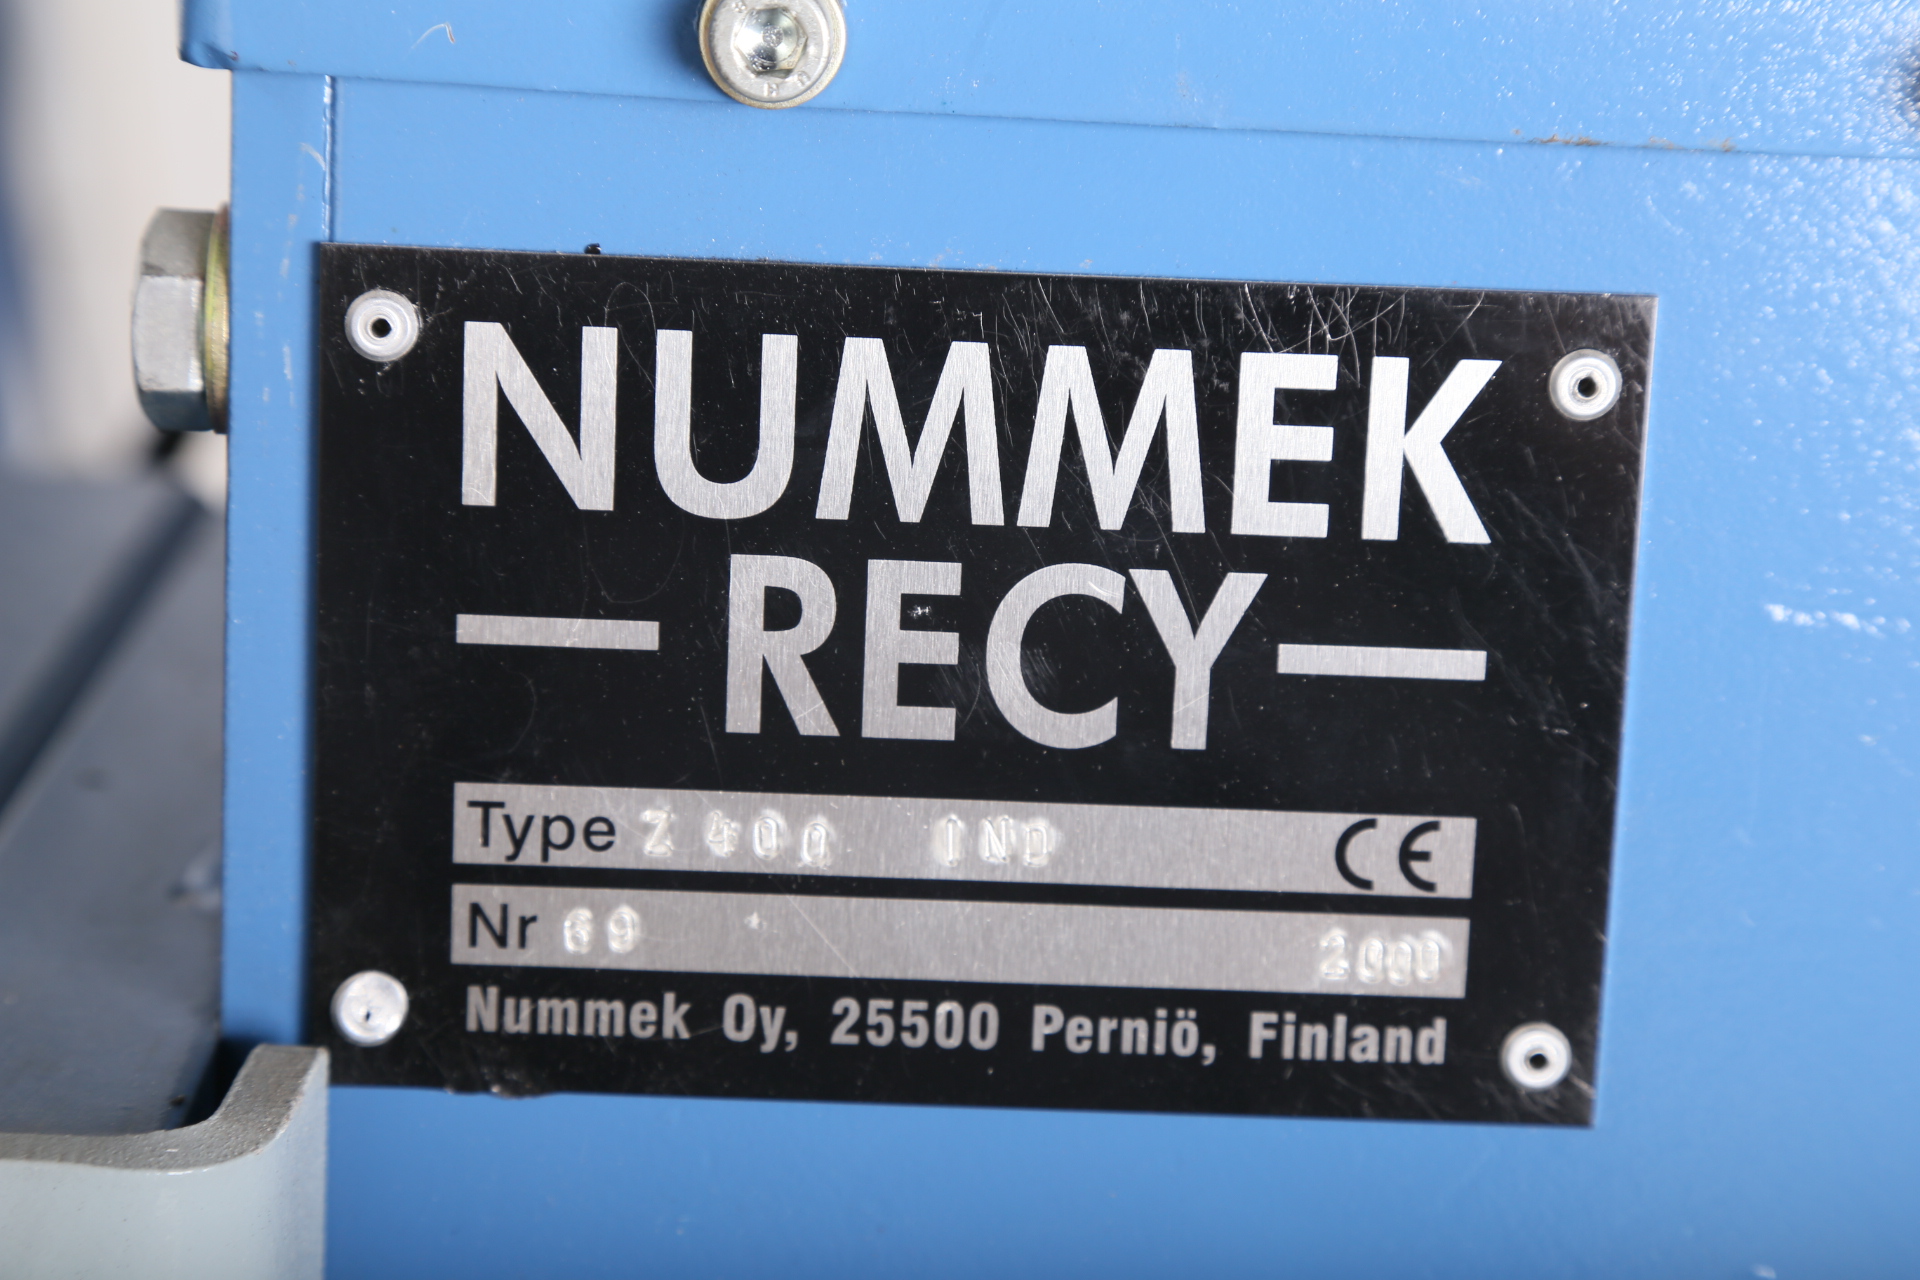 NUMMEK
RECY
Type Z 400 IND CE
Nr 69 2000
Nummek Oy, 25500 Perniö, Finland